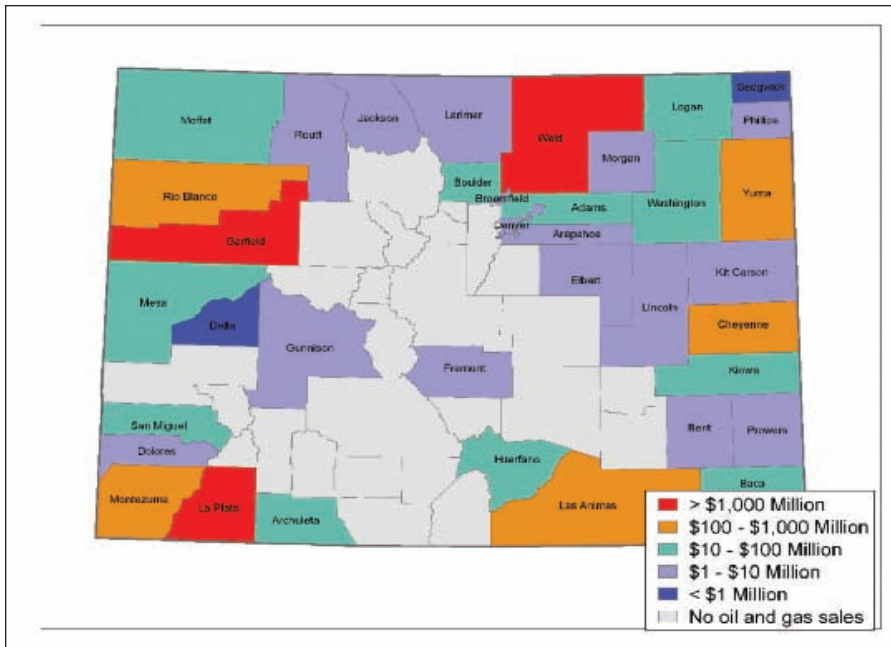 Moffat
Routt
Jackson
Larimer
Weld
Logan
Sedgwick
Phillips
Morgan
Rio Blanco
Boulder
Broomfield
Adams
Washington
Yuma
Garfield
Denver
Arapahoe
Mesa
Elbert
Lincoln
Kit Carson
Delta
Gunnison
Cheyenne
Fremont
Kiowa
San Miguel
Bent
Prowers
Dolores
Huerfano
Baca
Montezuma
La Plata
Archuleta
Las Animas
> $1,000 Million
$100 - $1,000 Million
$10 - $100 Million
$1 - $10 Million
< $1 Million
No oil and gas sales